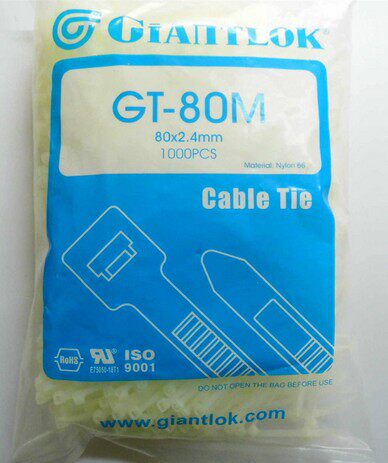 GIANTLOK®
GT-80M
80x2.4mm
1000PCS
Material: Nylon 66
Cable Tie
RoHS
ISO
9001
DO NOT OPEN THE BAG BEFORE USE
www.giantlok.com